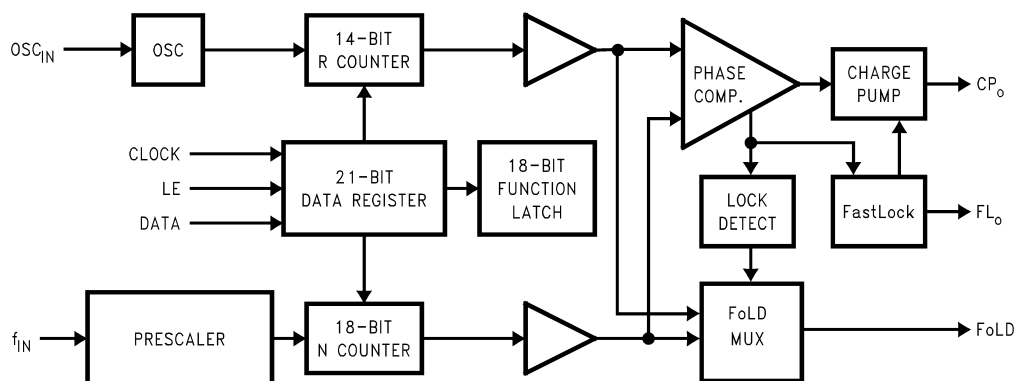 OSC_IN
OSC
14-BIT
R COUNTER
PHASE
COMP.
CHARGE
PUMP
CP_o
CLOCK
LE
DATA
21-BIT
DATA REGISTER
18-BIT
FUNCTION
LATCH
LOCK
DETECT
FastLock
FL_o
f_IN
PRESCALER
18-BIT
N COUNTER
FoLD
MUX
FoLD